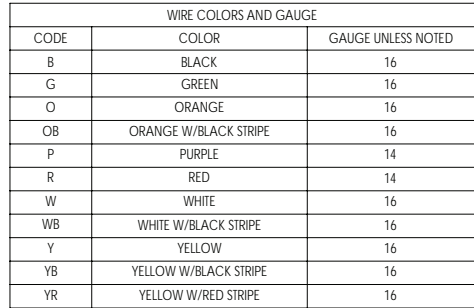 WIRE COLORS AND GAUGE
CODE COLOR GAUGE UNLESS NOTED
B BLACK 16
G GREEN 16
O ORANGE 16
OB ORANGE W/BLACK STRIPE 16
P PURPLE 14
R RED 14
W WHITE 16
WB WHITE W/BLACK STRIPE 16
Y YELLOW 16
YB YELLOW W/BLACK STRIPE 16
YR YELLOW W/RED STRIPE 16